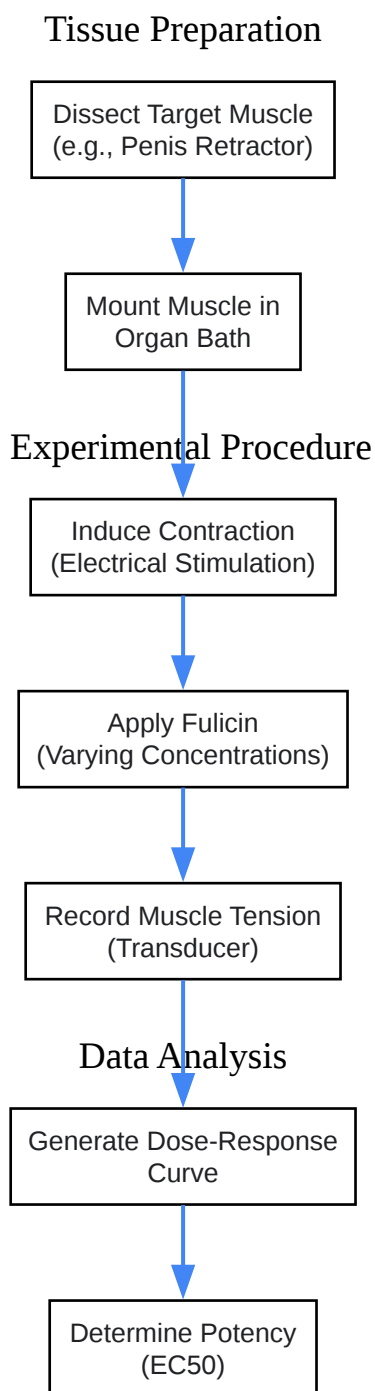 Tissue Preparation
Dissect Target Muscle
(e.g., Penis Retractor)
Mount Muscle in
Organ Bath
Experimental Procedure
Induce Contraction
(Electrical Stimulation)
Apply Fulicin
(Varying Concentrations)
Record Muscle Tension
(Transducer)
Data Analysis
Generate Dose-Response
Curve
Determine Potency
(EC50)